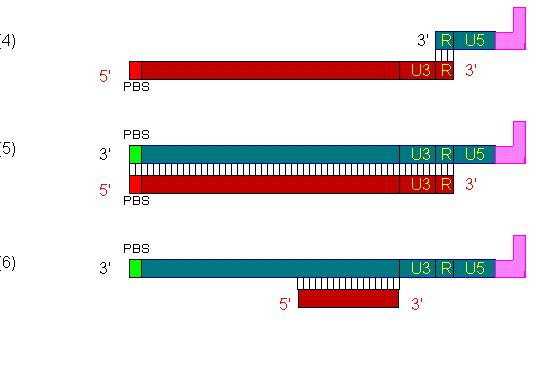 (4) 3' R U5
5' U3 R 3'
PBS
PBS
(5) 3' U3 R U5
5' U3 R 3'
PBS
PBS
(6) 3' U3 R U5
5' 3'